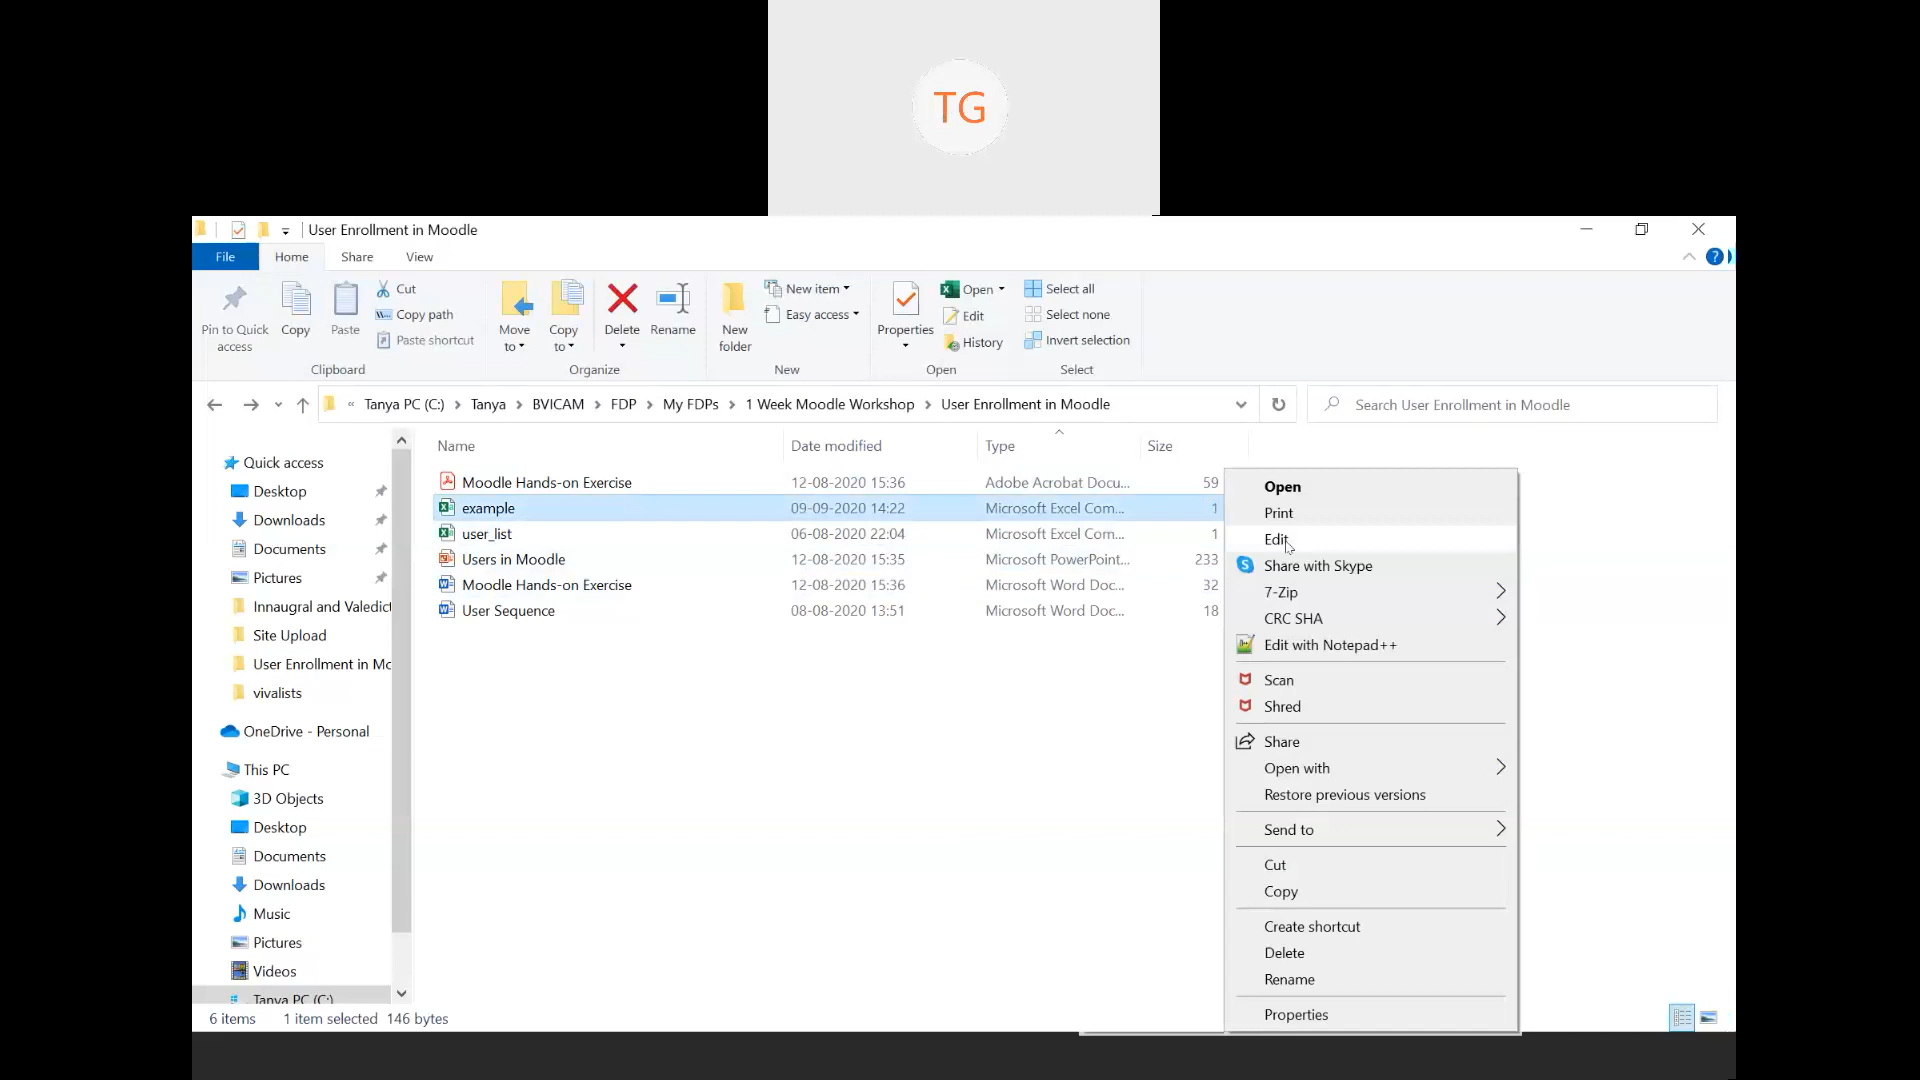 TG
User Enrollment in Moodle
File Home Share View
Pin to Quick access
Copy
Paste
Cut
Copy path
Paste shortcut
Clipboard
Move to
Copy to
Delete
Rename
Organize
New folder
New item
Easy access
New
Properties
Open
Edit
History
Open
Select all
Select none
Invert selection
Select
« Tanya PC (C:) > Tanya > BVICAM > FDP > My FDPs > 1 Week Moodle Workshop > User Enrollment in Moodle
Search User Enrollment in Moodle
Quick access
Desktop
Downloads
Documents
Pictures
Innaugral and Valedict
Site Upload
User Enrollment in Mo
vivalists
OneDrive - Personal
This PC
3D Objects
Desktop
Documents
Downloads
Music
Pictures
Videos
Tanya PC (C:)
Name Date modified Type Size
Moodle Hands-on Exercise 12-08-2020 15:36 Adobe Acrobat Docu... 59
example 09-09-2020 14:22 Microsoft Excel Com... 1
user_list 06-08-2020 22:04 Microsoft Excel Com... 1
Users in Moodle 12-08-2020 15:35 Microsoft PowerPoint... 233
Moodle Hands-on Exercise 12-08-2020 15:36 Microsoft Word Doc... 32
User Sequence 08-08-2020 13:51 Microsoft Word Doc... 18
Open
Print
Edit
Share with Skype
7-Zip
CRC SHA
Edit with Notepad++
Scan
Shred
Share
Open with
Restore previous versions
Send to
Cut
Copy
Create shortcut
Delete
Rename
Properties
6 items 1 item selected 146 bytes